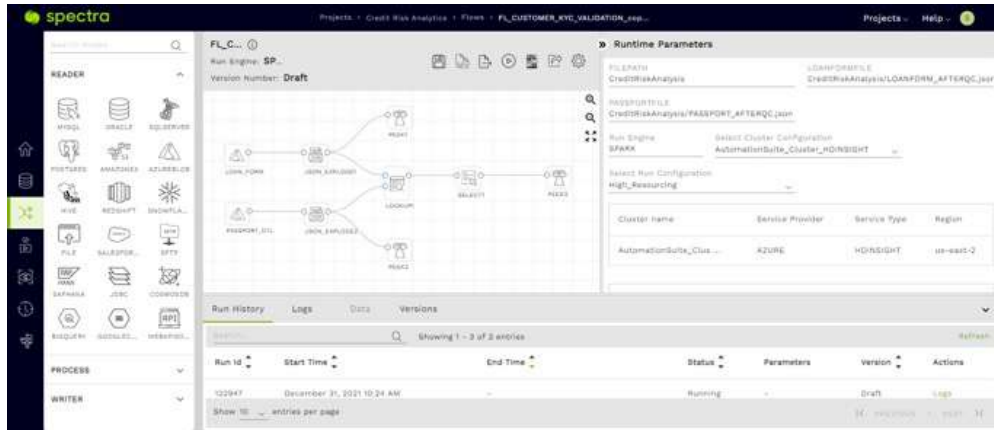 spectra
Projects › Credit Risk Analytics › Flows › FL_CUSTOMER_KYC_VALIDATION_exp...
Projects
Help
READER
MYSQL
ORACLE
SQLSERVER
POSTGRES
AMAZONS3
AZUREBLOB
HIVE
REDSHIFT
SNOWFLA...
FILE
SALESFOR...
SFTP
SAPHANA
JDBC
COSMOSDB
BIGQUERY
GOOGLEC...
API
PROCESS
WRITER
FL_C...
Run Engine: SP...
Version Number: Draft
PEEK1
LOAN_FORM
JSON_EXPLODE1
LOOKUP1
SELECT1
PEEK3
PASSPORT_DTL
JSON_EXPLODE2
PEEK2
» Runtime Parameters
FILEPATH
CreditRiskAnalysis
LOANFORMFILE
CreditRiskAnalysis/LOANFORM_AFTERQC.json
PASSPORTFILE
CreditRiskAnalysis/PASSPORT_AFTERQC.json
Run Engine
SPARK
Select Cluster Configuration
AutomationSuite_Cluster_HDINSIGHT
Select Run Configuration
High_Resourcing
Cluster name
Service Provider
Service Type
Region
AutomationSuite_Clus...
AZURE
HDINSIGHT
us-east-2
Run History
Logs
Data
Versions
Showing 1 - 3 of 3 entries
Refresh
Run Id
Start Time
End Time
Status
Parameters
Version
Actions
122947
December 31, 2021 10:24 AM
-
Running
-
Draft
Logs
Show 10 entries per page